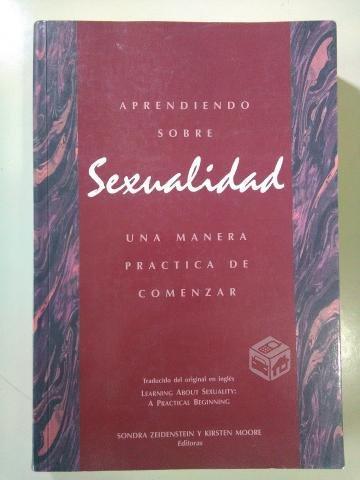 APRENDIENDO
SOBRE
Sexualidad
UNA MANERA
PRACTICA DE
COMENZAR
Traducido del original en inglés
LEARNING ABOUT SEXUALITY:
A PRACTICAL BEGINNING
SONDRA ZEIDENSTEIN Y KIRSTEN MOORE
Editoras